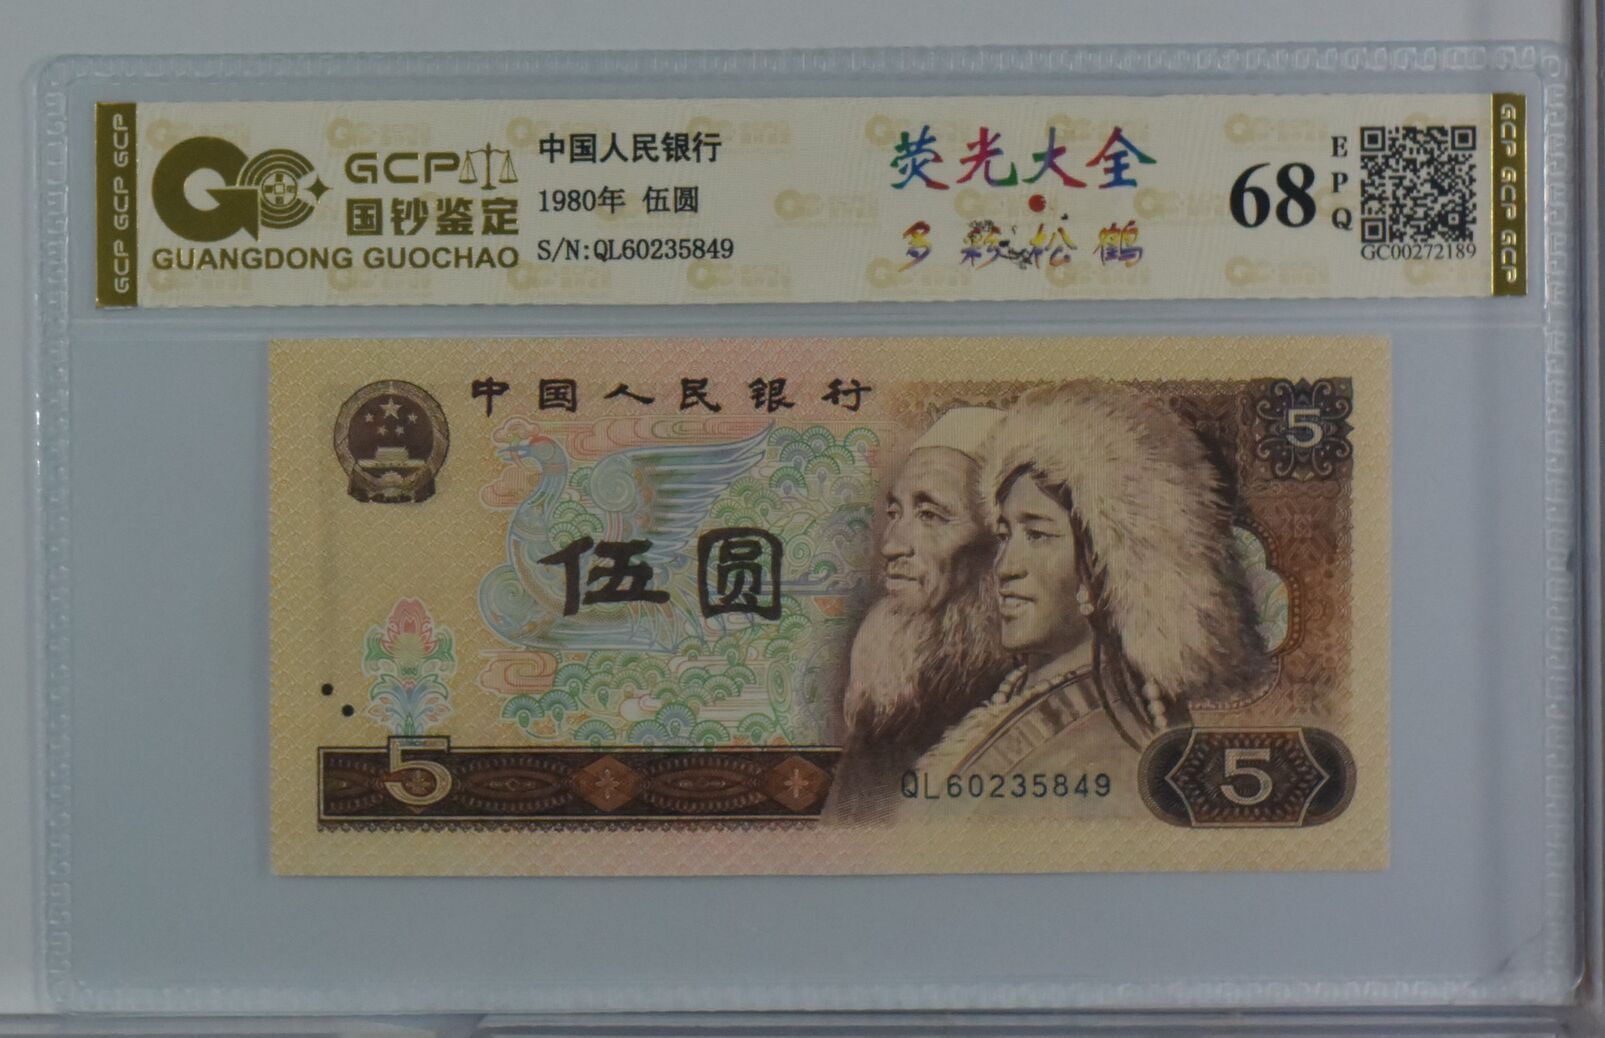 GCP GCP GCP
GCP
国钞鉴定
GUANGDONG GUOCHAO
中国人民银行
1980年 伍圆
S/N:QL60235849
荧光大全
多彩松鹤
68
EPQ
GC00272189
GCP GCP GCP
中国人民银行
5
伍圆
5
QL60235849
5